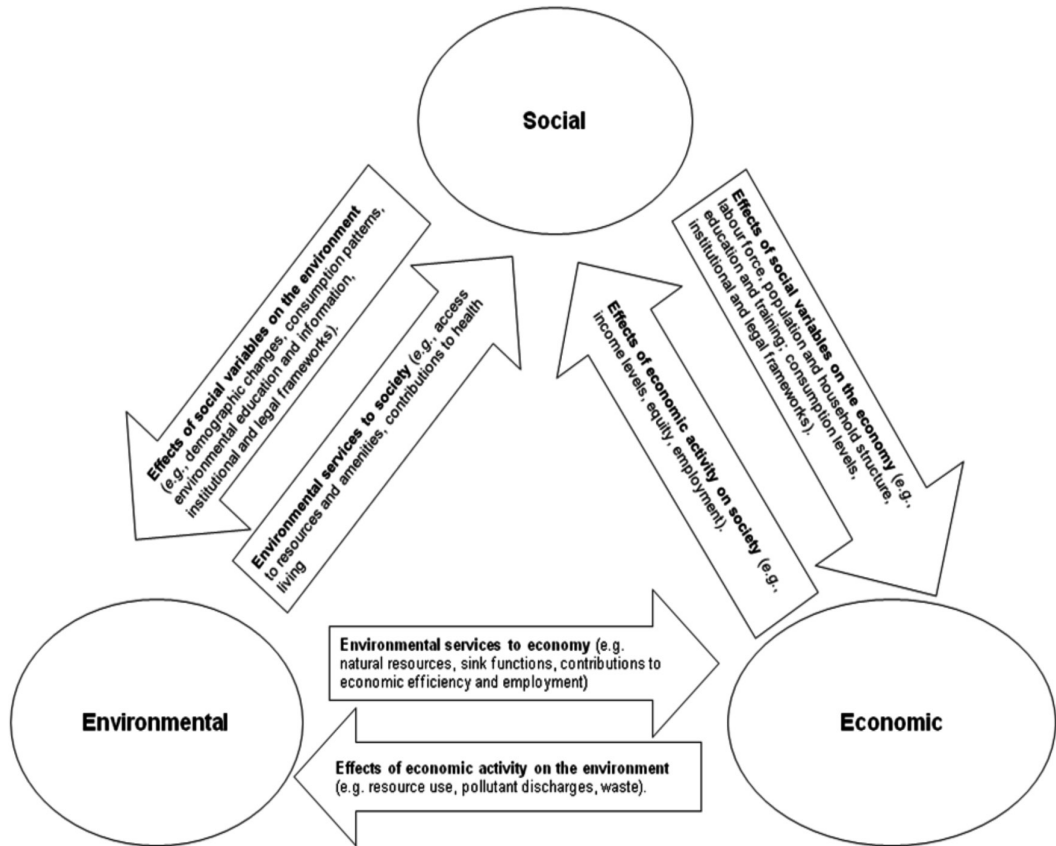 Social
Effects of social variables on the environment
(e.g., demographic changes, consumption patterns,
environmental education and information,
institutional and legal frameworks).
Environmental services to society (e.g., access
to resources and amenities, contributions to health
living
Effects of economic activity on society (e.g.,
income levels, equity, employment).
Effects of social variables on the economy (e.g.,
labour force, population and household structure,
education and training; consumption levels,
institutional and legal frameworks).
Environmental services to economy (e.g.
natural resources, sink functions, contributions to
economic efficiency and employment)
Environmental
Economic
Effects of economic activity on the environment
(e.g. resource use, pollutant discharges, waste).